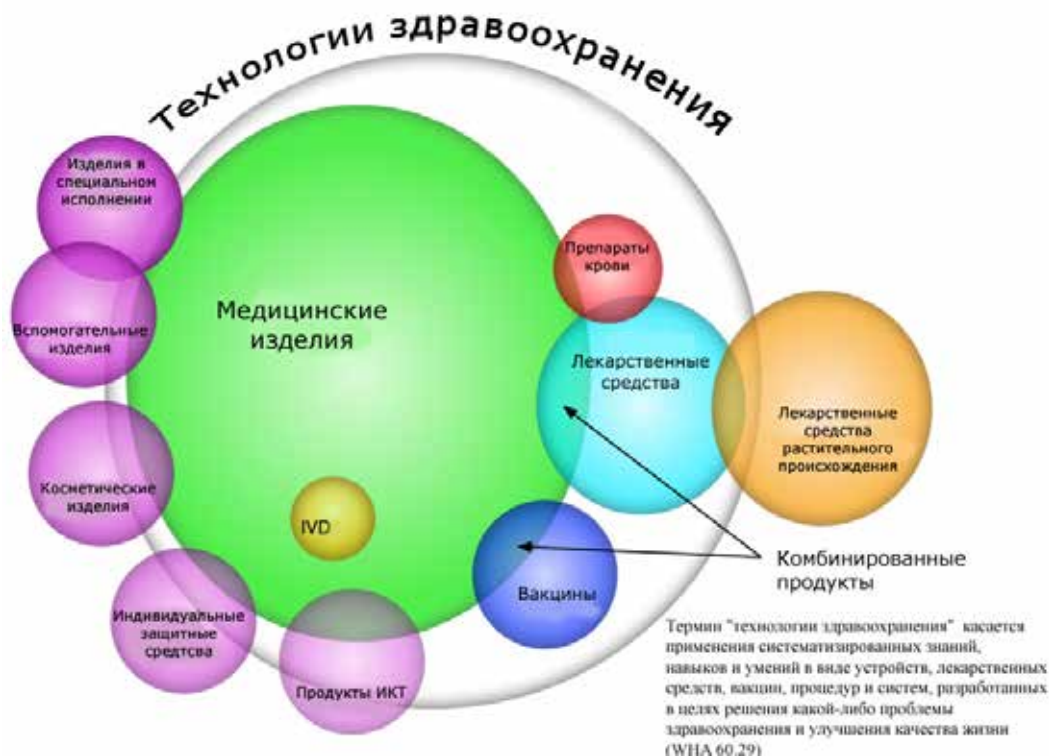 Технологии здравоохранения
Изделия в
специальном
исполнении
Вспомогательные
изделия
Косметические
изделия
Индивидуальные
защитные
средтсва
Продукты ИКТ
Медицинские
изделия
IVD
Препараты
крови
Лекарственные
средства
Вакцины
Лекарственные
средства
растительного
происхождения
Комбинированные
продукты
Термин "технологии здравоохранения" касается
применения систематизированных знаний,
навыков и умений в виде устройств, лекарственных
средств, вакцин, процедур и систем, разработанных
в целях решения какой-либо проблемы
здравоохранения и улучшения качества жизни
(WHA 60.29)